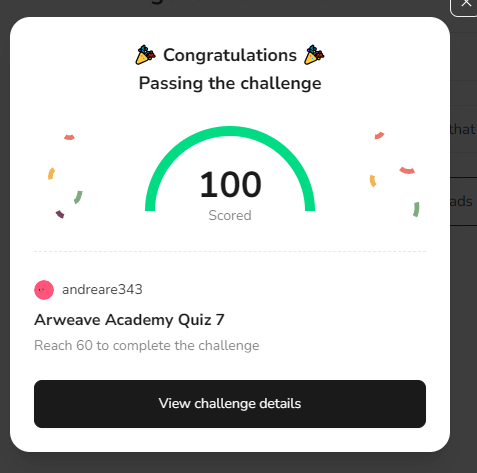 🎉 Congratulations 🎉
Passing the challenge
that
100
ads
Scored
andreare343
Arweave Academy Quiz 7
Reach 60 to complete the challenge
View challenge details